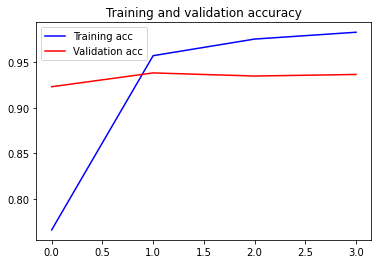 Training and validation accuracy
Training acc
Validation acc
0.95
0.90
0.85
0.80
0.0 0.5 1.0 1.5 2.0 2.5 3.0